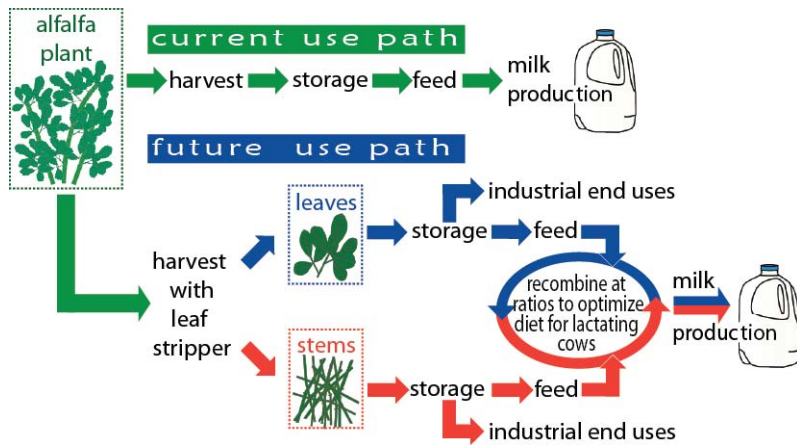 alfalfa
plant
current use path
harvest
storage
feed
milk
production
future use path
leaves
industrial end uses
storage
feed
harvest
with
leaf
stripper
recombine at
ratios to optimize
diet for lactating
cows
milk
production
stems
storage
feed
industrial end uses